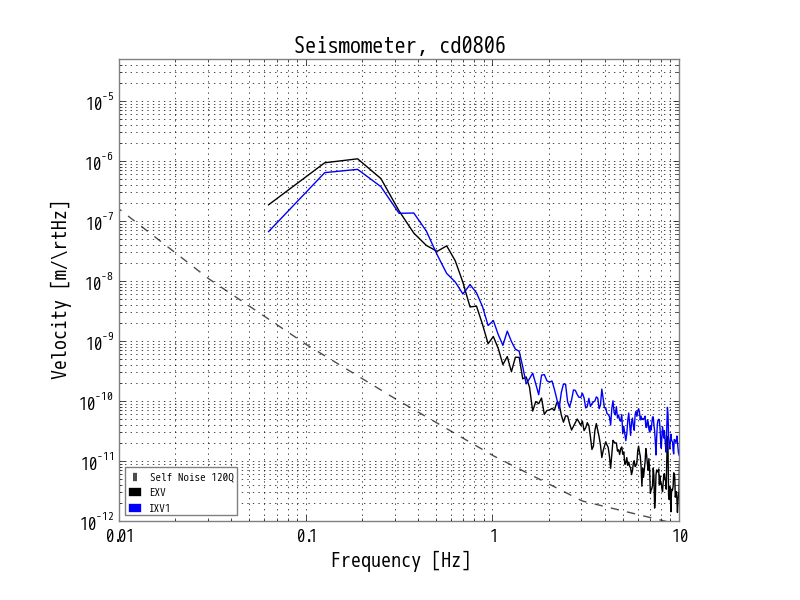 Seismometer, cd0806
Velocity [m/\rtHz]
10^-5
10^-6
10^-7
10^-8
10^-9
10^-10
10^-11
10^-12
Self Noise 120Q
EXV
IXV1
0.01
0.1
1
10
Frequency [Hz]